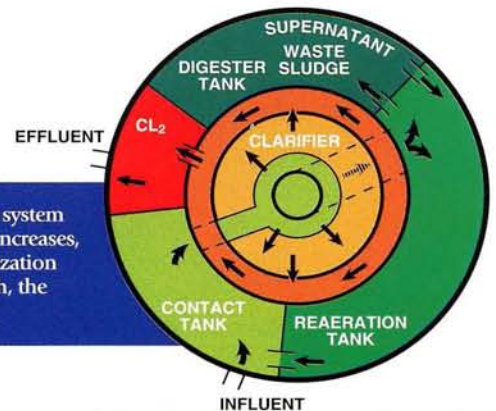 SUPERNATANT
WASTE
SLUDGE
DIGESTER
TANK
CL₂
CLARIFIER
EFFLUENT
system
ncreases,
zation
n, the
CONTACT
TANK
REAERATION
TANK
INFLUENT